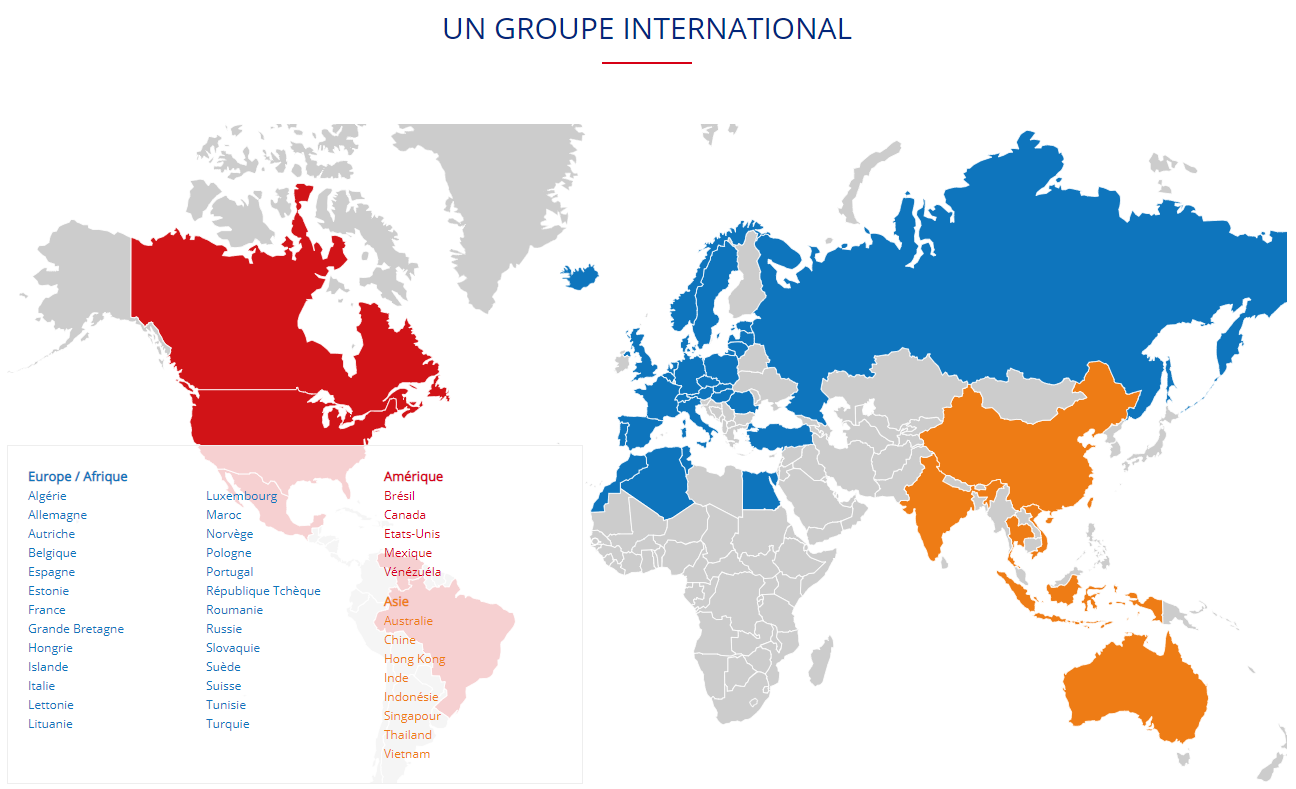 UN GROUPE INTERNATIONAL
Europe / Afrique
Algérie
Allemagne
Autriche
Belgique
Espagne
Estonie
France
Grande Bretagne
Hongrie
Islande
Italie
Lettonie
Lituanie
Luxembourg
Maroc
Norvège
Pologne
Portugal
République Tchèque
Roumanie
Russie
Slovaquie
Suède
Suisse
Tunisie
Turquie
Amérique
Brésil
Canada
Etats-Unis
Mexique
Vénézuéla
Asie
Australie
Chine
Hong Kong
Inde
Indonésie
Singapour
Thailand
Vietnam